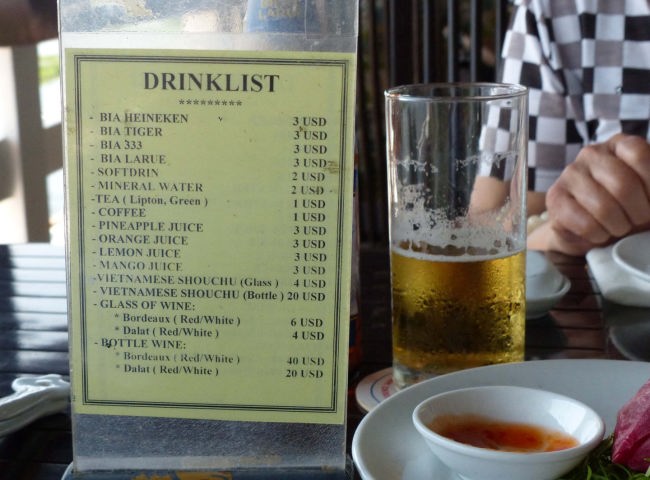 DRINKLIST
*********
- BIA HEINEKEN 3 USD
- BIA TIGER 3 USD
BIA 333 3 USD
- BIA LARUE 3 USD
- SOFTDRIN 2 USD
- MINERAL WATER 2 USD
-TEA ( Lipton, Green ) 1 USD
- COFFEE 1 USD
- PINEAPPLE JUICE 3 USD
- ORANGE JUICE 3 USD
- LEMON JUICE 3 USD
- MANGO JUICE 3 USD
-VIETNAMESE SHOUCHU (Glass ) 4 USD
- VIETNAMESE SHOUCHU (Bottle ) 20 USD
- GLASS OF WINE:
* Bordeaux ( Red/White ) 6 USD
* Dalat ( Red/White ) 4 USD
- BOTTLE WINE:
* Bordeaux ( Red/White ) 40 USD
* Dalat ( Red/White ) 20 USD